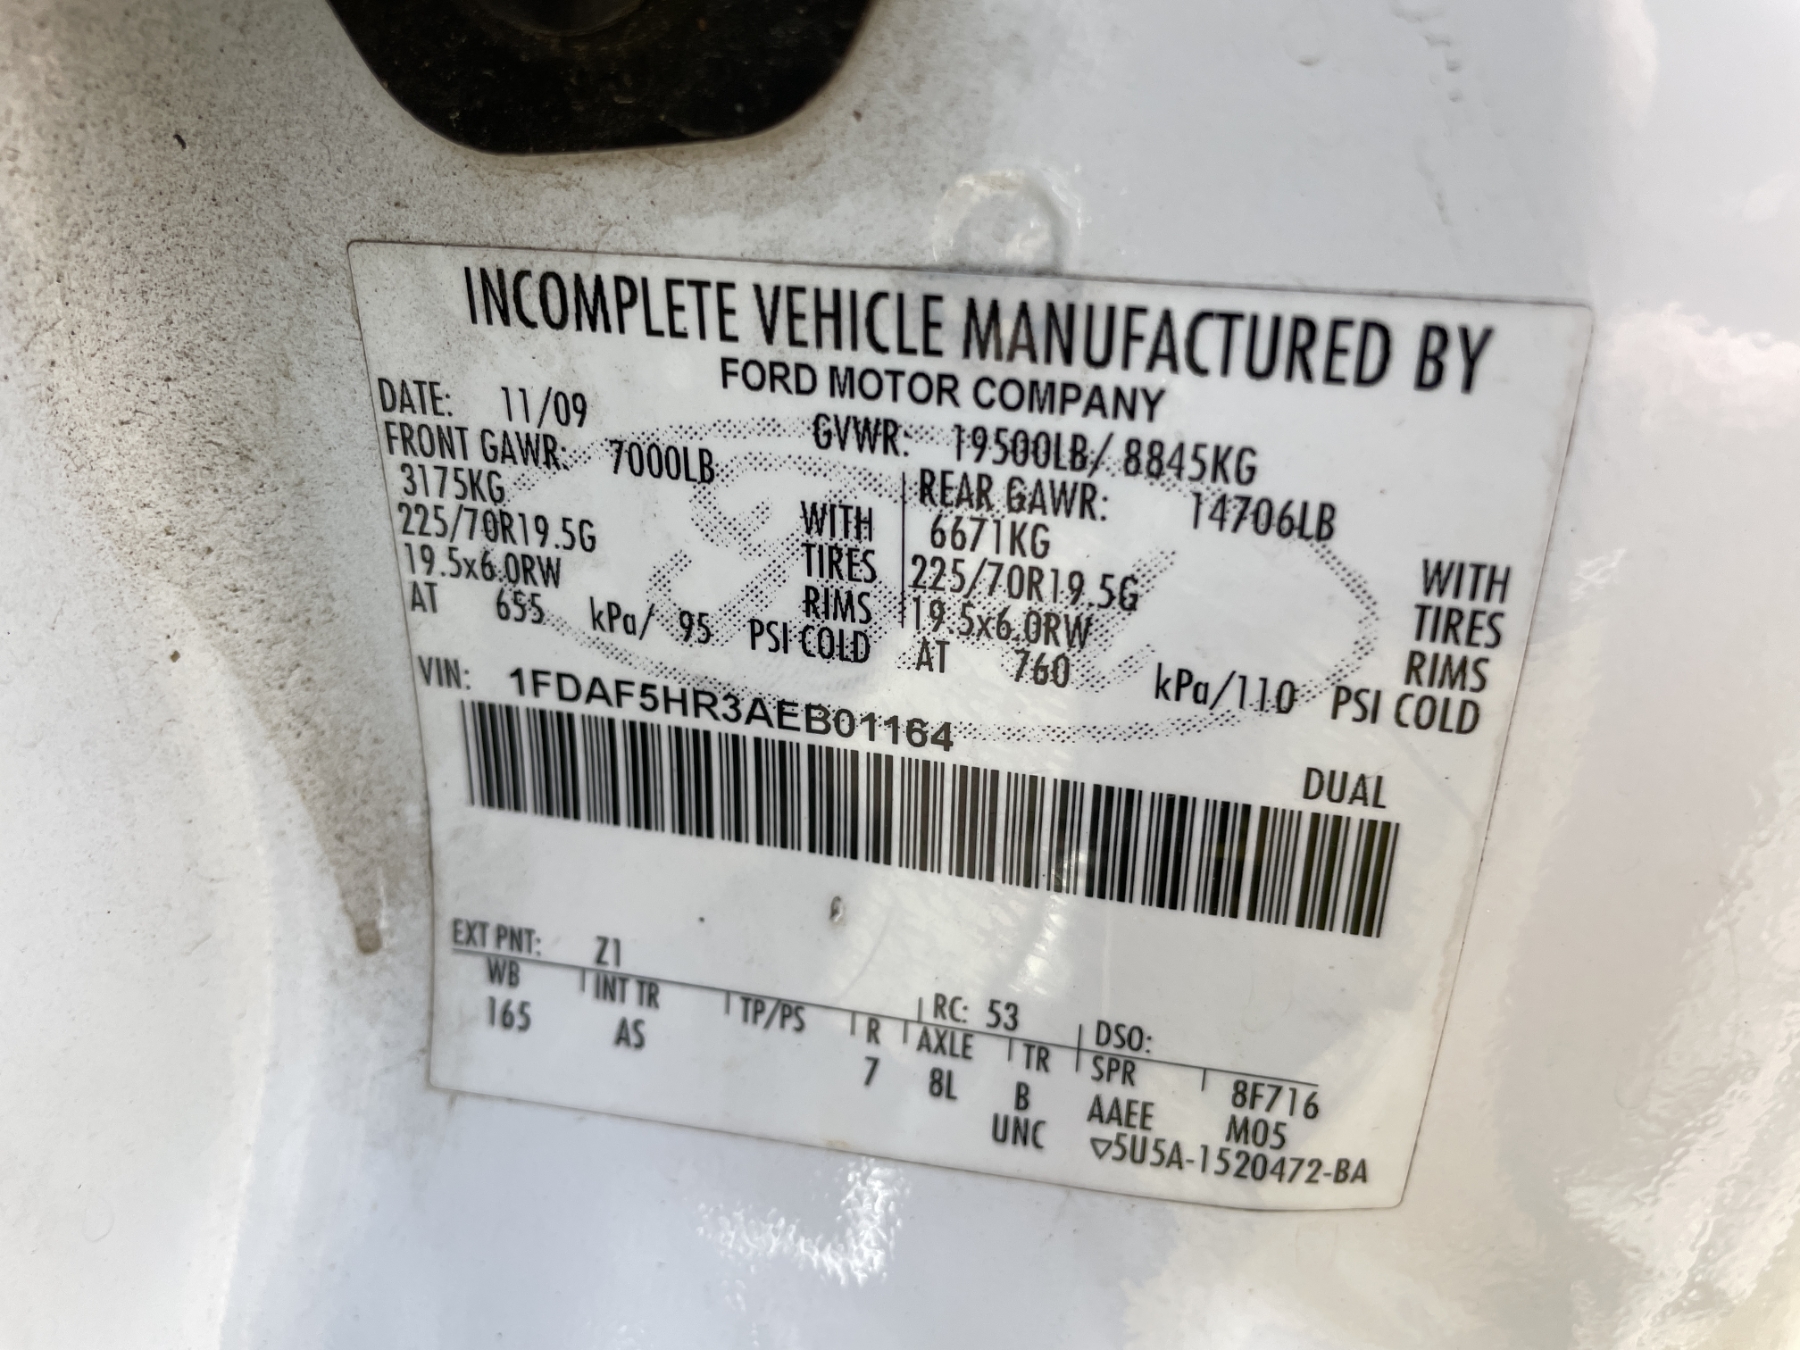 INCOMPLETE VEHICLE MANUFACTURED BY
FORD MOTOR COMPANY
DATE: 11/09 GVWR: 19500LB/ 8845KG
FRONT GAWR: 7000LB REAR GAWR: 14706LB
3175KG WITH 6671KG WITH
225/70R19.5G TIRES 225/70R19.5G TIRES
19.5x6.0RW RIMS 19.5x6.0RW RIMS
AT 655 kPa/ 95 PSI COLD AT 760 kPa/110 PSI COLD
VIN: 1FDAF5HR3AEB01164
DUAL
EXT PNT: Z1 RC: 53 DSO:
WB INT TR TP/PS R AXLE TR SPR 8F716
165 AS 7 8L B AAEE M05
UNC ▽5U5A-1520472-BA